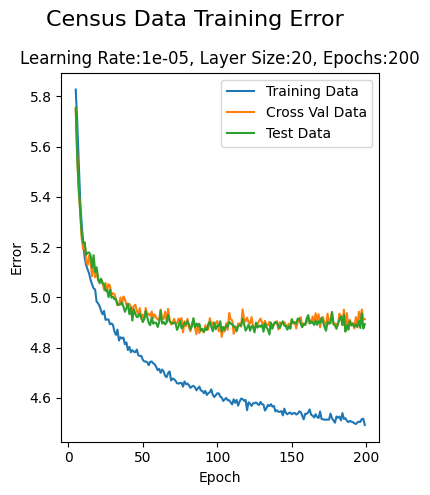 Census Data Training Error
Learning Rate:1e-05, Layer Size:20, Epochs:200
Training Data
Cross Val Data
Test Data
5.8
5.6
5.4
5.2
5.0
4.8
4.6
Error
0 50 100 150 200
Epoch